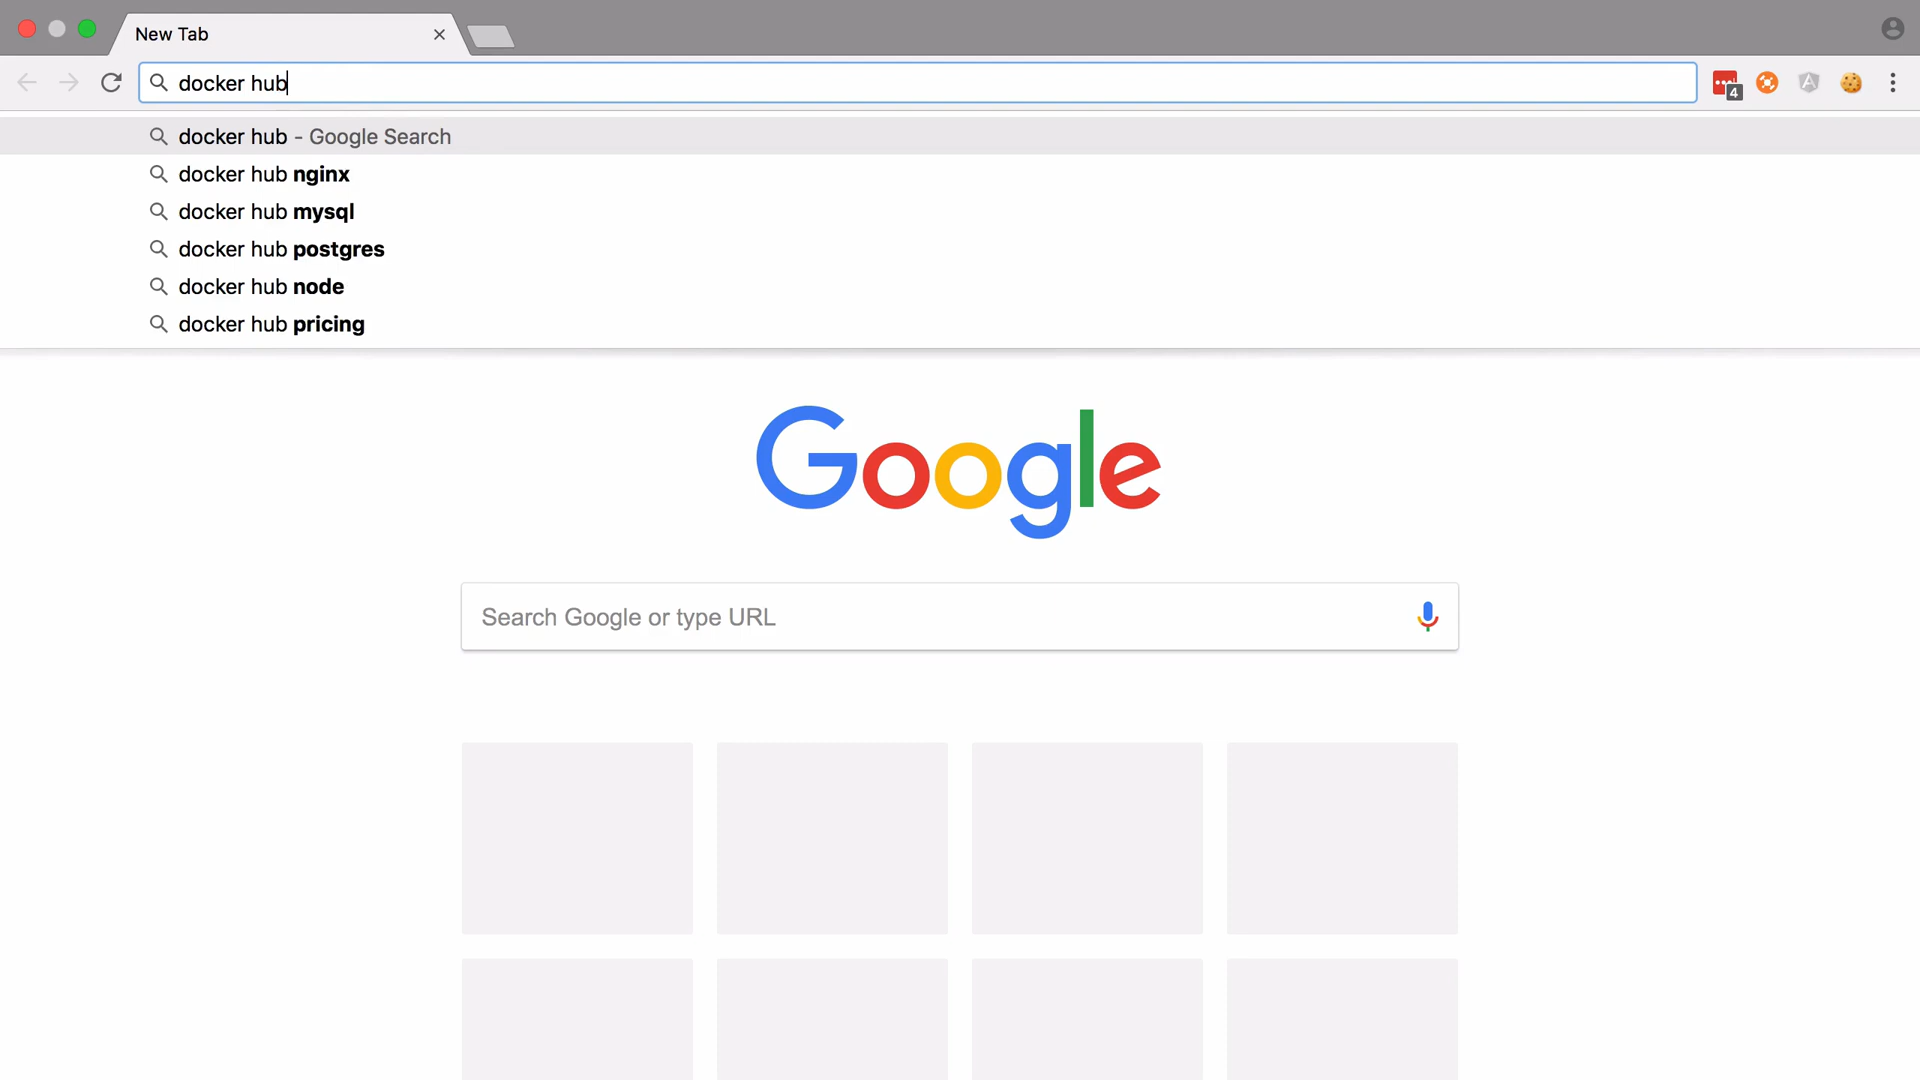 New Tab
docker hub
4
docker hub - Google Search
docker hub nginx
docker hub mysql
docker hub postgres
docker hub node
docker hub pricing
Google
Search Google or type URL